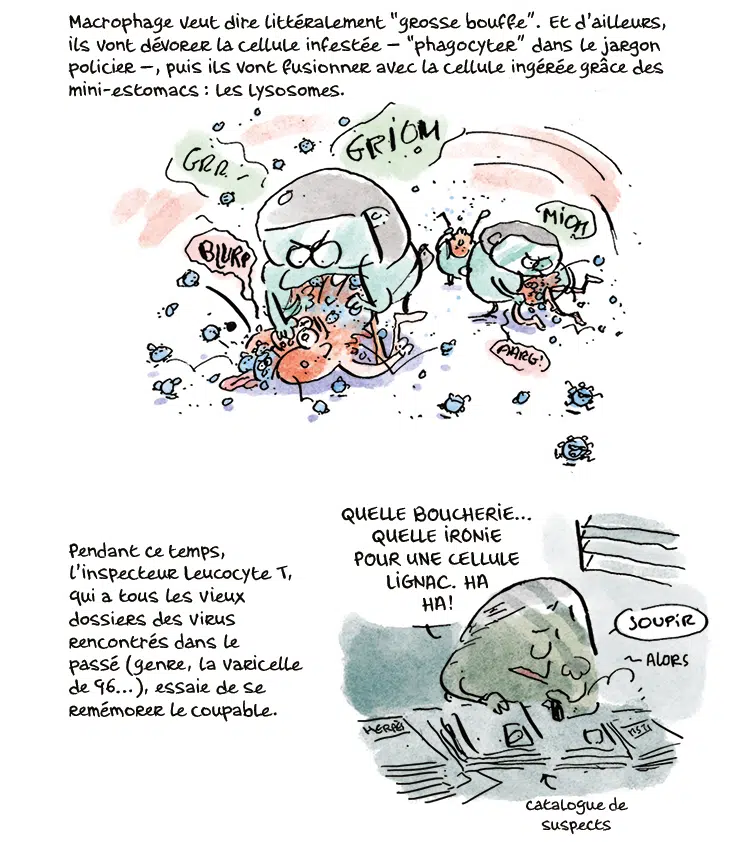 Macrophage veut dire littéralement "grosse bouffe". Et d'ailleurs,
ils vont dévorer la cellule infestée – "phagocyter" dans le jargon
policier –, puis ils vont fusionner avec la cellule ingérée grâce des
mini-estomacs : les lysosomes.
GRR
GRIOM
MIOM
BLURP
PARG!
QUELLE BOUCHERIE...
QUELLE IRONIE
POUR UNE CELLULE
LIGNAC. HA
HA!
Pendant ce temps,
l'inspecteur Leucocyte T,
qui a tous les vieux
dossiers des virus
rencontrés dans le
passé (genre, la varicelle
de 96...), essaie de se
remémorer le coupable.
SOUPIR
~ ALORS
HERPÈS
catalogue de
suspects